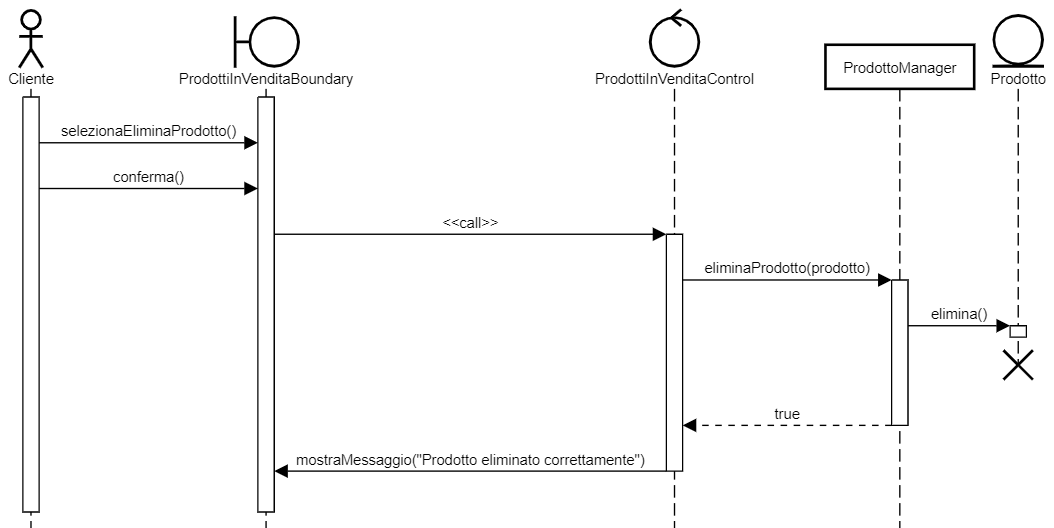 Cliente
ProdottiInVenditaBoundary
ProdottiInVenditaControl
ProdottoManager
Prodotto
selezionaEliminaProdotto()
conferma()
<<call>>
eliminaProdotto(prodotto)
elimina()
true
mostraMessaggio("Prodotto eliminato correttamente")